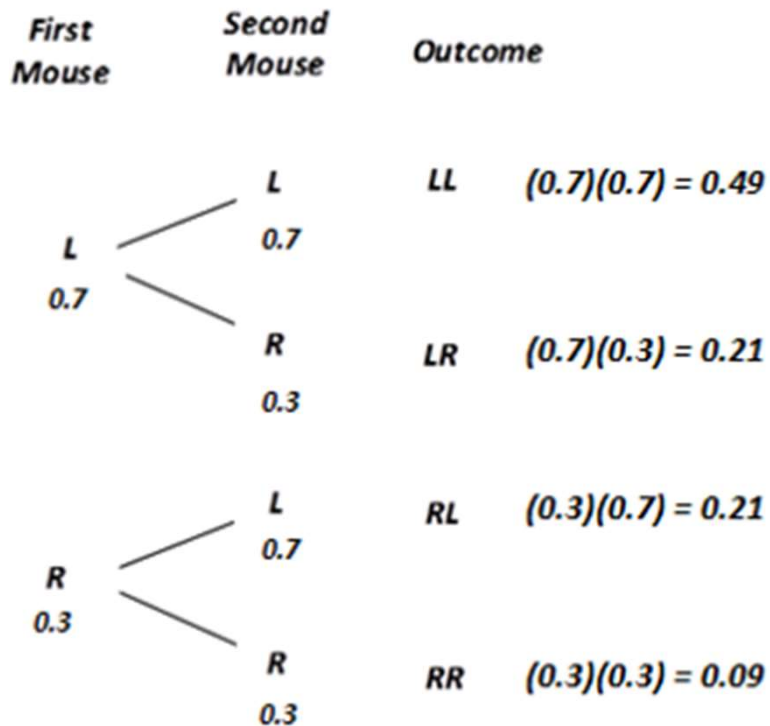 First
Mouse
Second
Mouse
Outcome
L
0.7
L
0.7
LL (0.7)(0.7) = 0.49
R
0.3
LR (0.7)(0.3) = 0.21
R
0.3
L
0.7
RL (0.3)(0.7) = 0.21
R
0.3
RR (0.3)(0.3) = 0.09